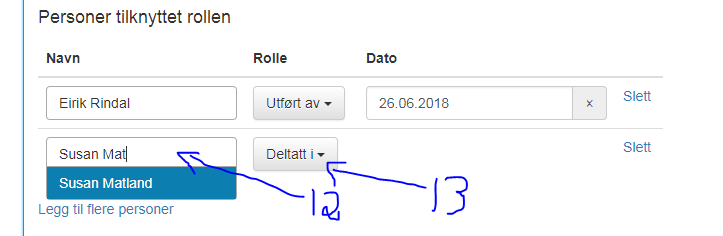 Personer tilknyttet rollen
Navn Rolle Dato
Eirik Rindal Utført av 26.06.2018 x Slett
Susan Mat Deltatt i Slett
Susan Matland
12 13
Legg til flere personer